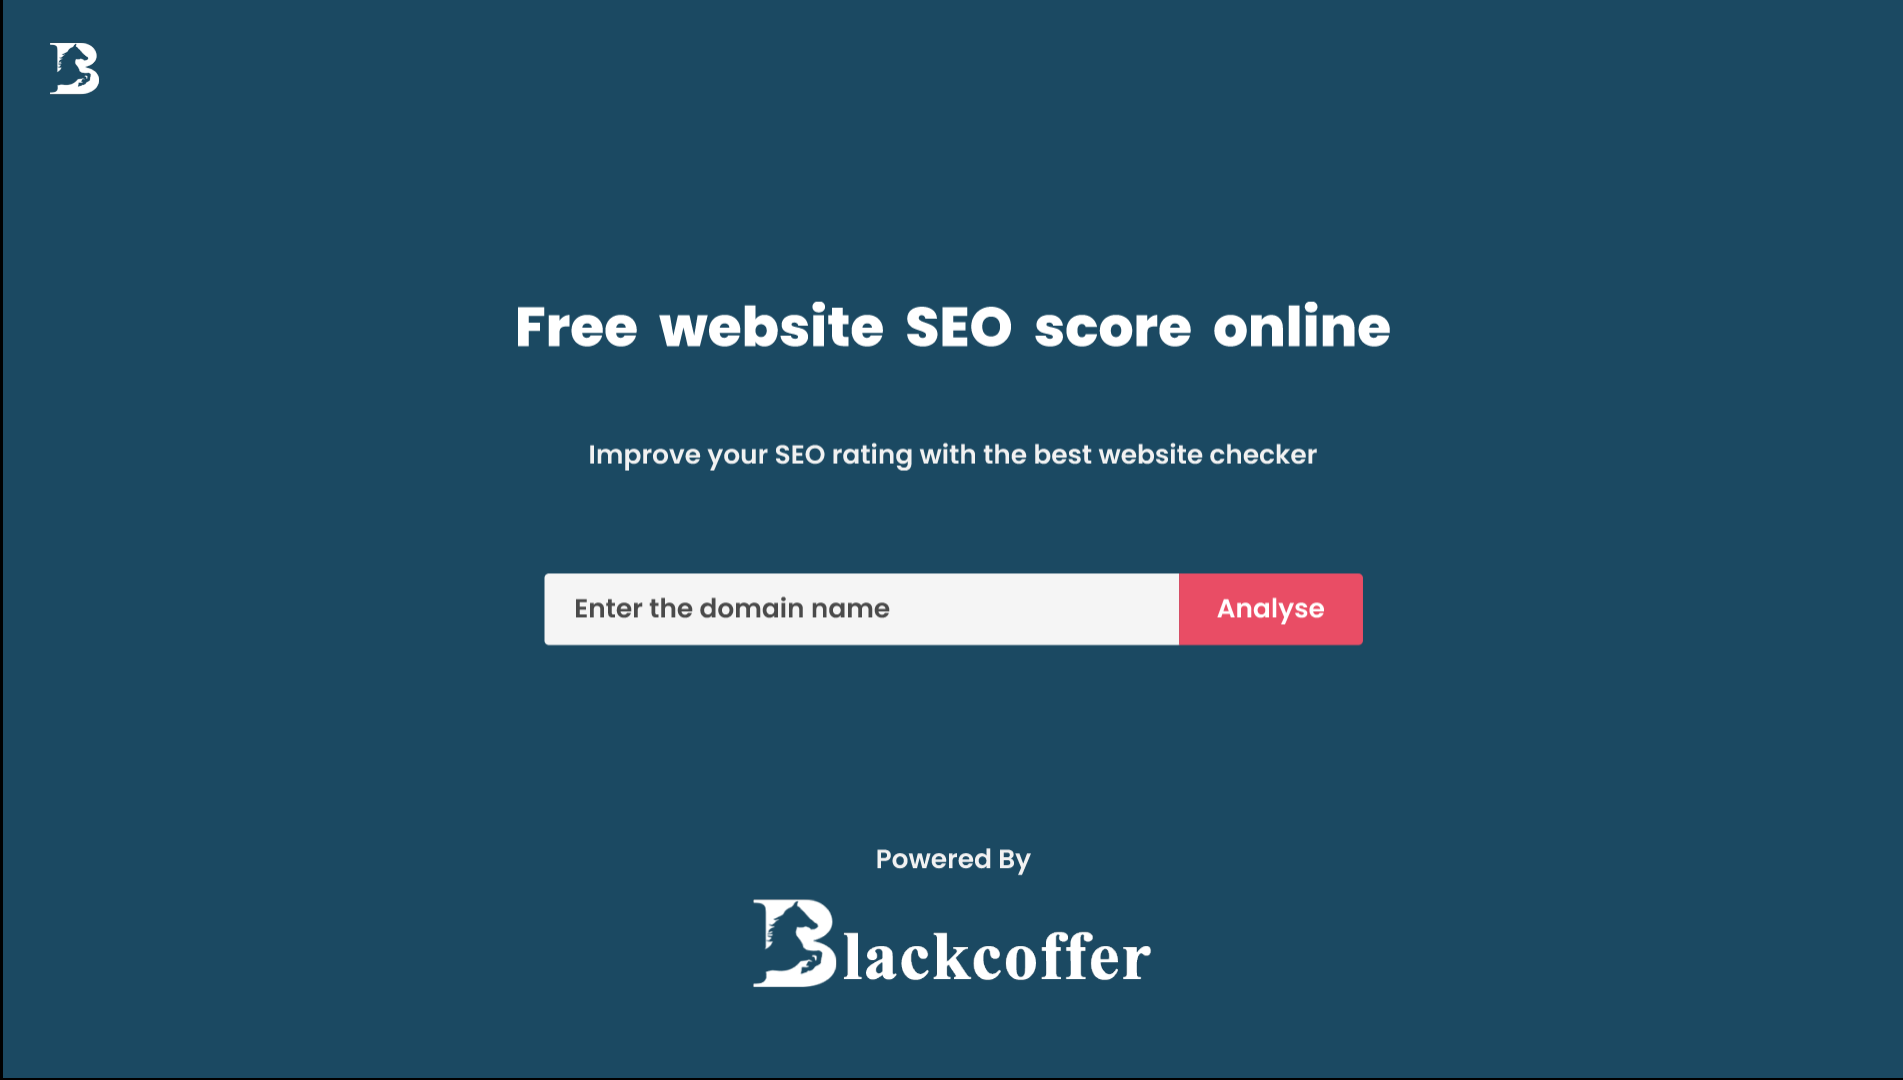 B
Free website SEO score online
Improve your SEO rating with the best website checker
Enter the domain name Analyse
Powered By
Blackcoffer